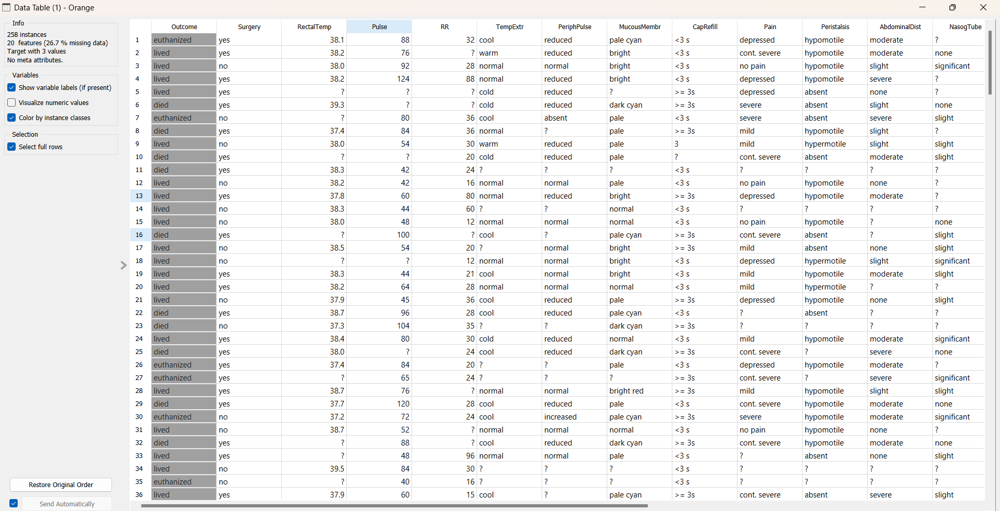 Data Table (1) - Orange
Info
258 instances
20 features (26.7 % missing data)
Target with 3 values
No meta attributes.
Variables
Show variable labels (if present)
Visualize numeric values
Color by instance classes
Selection
Select full rows
Restore Original Order
Send Automatically
Outcome Surgery RectalTemp Pulse RR TempExtr PeriphPulse MucousMembr CapRefill Pain Peristalsis AbdominalDist NasogTube
1 euthanized yes 38.1 88 32 cool reduced pale cyan <3 s depressed hypomotile moderate ?
2 lived yes 38.2 76 ? warm reduced bright <3 s cont. severe hypomotile moderate none
3 lived no 38.0 92 28 normal normal bright <3 s no pain hypomotile slight significant
4 lived yes 38.2 124 88 normal reduced bright <3 s depressed hypomotile severe ?
5 lived yes ? ? ? cold reduced ? >= 3s depressed absent none ?
6 died yes 39.3 ? ? cold reduced dark cyan >= 3s severe absent slight none
7 euthanized no ? 80 36 cool absent pale <3 s severe absent severe slight
8 died yes 37.4 84 36 normal ? pale >= 3s mild hypomotile slight ?
9 lived no 38.0 54 30 warm reduced pale 3 mild hypermotile slight slight
10 died yes ? ? 20 cold reduced pale ? cont. severe absent moderate slight
11 died yes 38.3 42 24 ? ? ? <3 s ? ? ? ?
12 lived no 38.2 42 16 normal normal pale <3 s no pain hypomotile none ?
13 lived yes 37.8 60 80 normal reduced bright >= 3s depressed hypomotile moderate ?
14 lived no 38.3 44 60 ? ? normal <3 s ? ? ? ?
15 lived no 38.0 48 12 normal normal normal <3 s no pain hypomotile ? none
16 died yes ? 100 ? cool ? pale cyan >= 3s cont. severe absent ? slight
17 lived no 38.5 54 20 ? normal bright >= 3s mild absent none slight
18 lived no ? ? 12 normal normal bright <3 s depressed hypermotile slight significant
19 lived yes 38.3 44 21 cool normal bright <3 s mild hypomotile moderate slight
20 lived yes 38.2 64 28 normal normal normal <3 s mild hypermotile ? ?
21 lived no 37.9 45 36 cool reduced pale >= 3s depressed hypomotile none slight
22 died yes 38.7 96 28 cool reduced pale cyan <3 s ? absent ? ?
23 died no 37.3 104 35 ? ? dark cyan >= 3s ? ? ? ?
24 lived yes 38.4 80 30 cold reduced normal <3 s mild hypomotile moderate significant
25 died yes 38.0 ? 24 cool reduced dark cyan >= 3s cont. severe ? severe none
26 euthanized yes 37.4 84 20 ? ? pale <3 s depressed hypomotile moderate ?
27 euthanized yes ? 65 24 ? ? ? >= 3s cont. severe ? severe significant
28 lived yes 38.7 76 ? normal normal bright red >= 3s mild hypomotile slight slight
29 died yes 37.7 120 28 cool reduced pale <3 s cont. severe hypomotile moderate none
30 euthanized no 37.2 72 24 cool increased pale cyan >= 3s severe hypomotile moderate significant
31 lived no 38.7 52 ? normal normal normal <3 s no pain hypomotile none ?
32 died yes ? 88 ? cool reduced dark cyan >= 3s cont. severe hypomotile moderate none
33 lived yes ? 48 96 normal normal pale <3 s ? absent none slight
34 lived no 39.5 84 30 ? ? ? <3 s ? ? ? ?
35 euthanized no ? 40 16 ? ? ? <3 s ? ? ? ?
36 lived yes 37.9 60 15 cool ? pale cyan >= 3s cont. severe absent severe slight